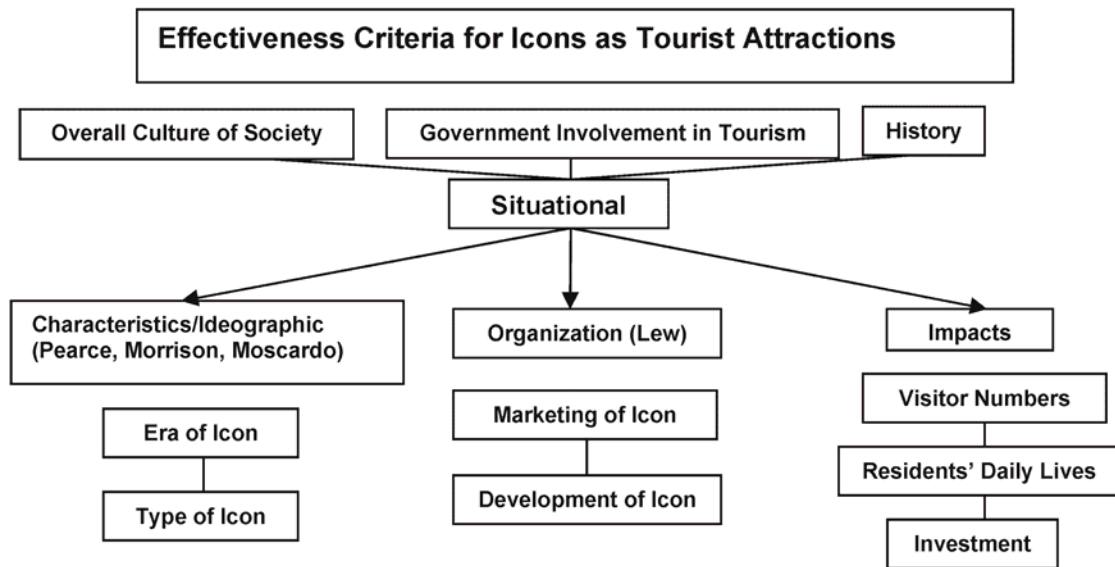 Effectiveness Criteria for Icons as Tourist Attractions
Overall Culture of Society
Government Involvement in Tourism
History
Situational
Characteristics/Ideographic
(Pearce, Morrison, Moscardo)
Organization (Lew)
Impacts
Era of Icon
Type of Icon
Marketing of Icon
Development of Icon
Visitor Numbers
Residents’ Daily Lives
Investment